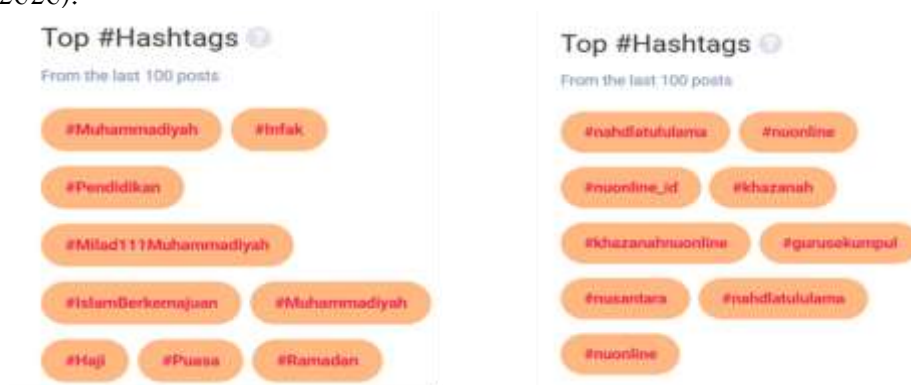 2020).
Top #Hashtags ?
From the last 100 posts
#Muhammadiyah #Infak
#Pendidikan
#Milad111Muhammadiyah
#IslamBerkemajuan #Muhammadiyah
#Haji #Puasa #Ramadan
Top #Hashtags ?
From the last 100 posts
#nahdlatululama #nuonline
#nuonline_id #khazanah
#khazanahnuonline #gurusekumpul
#nusantara #nahdlatululama
#nuonline